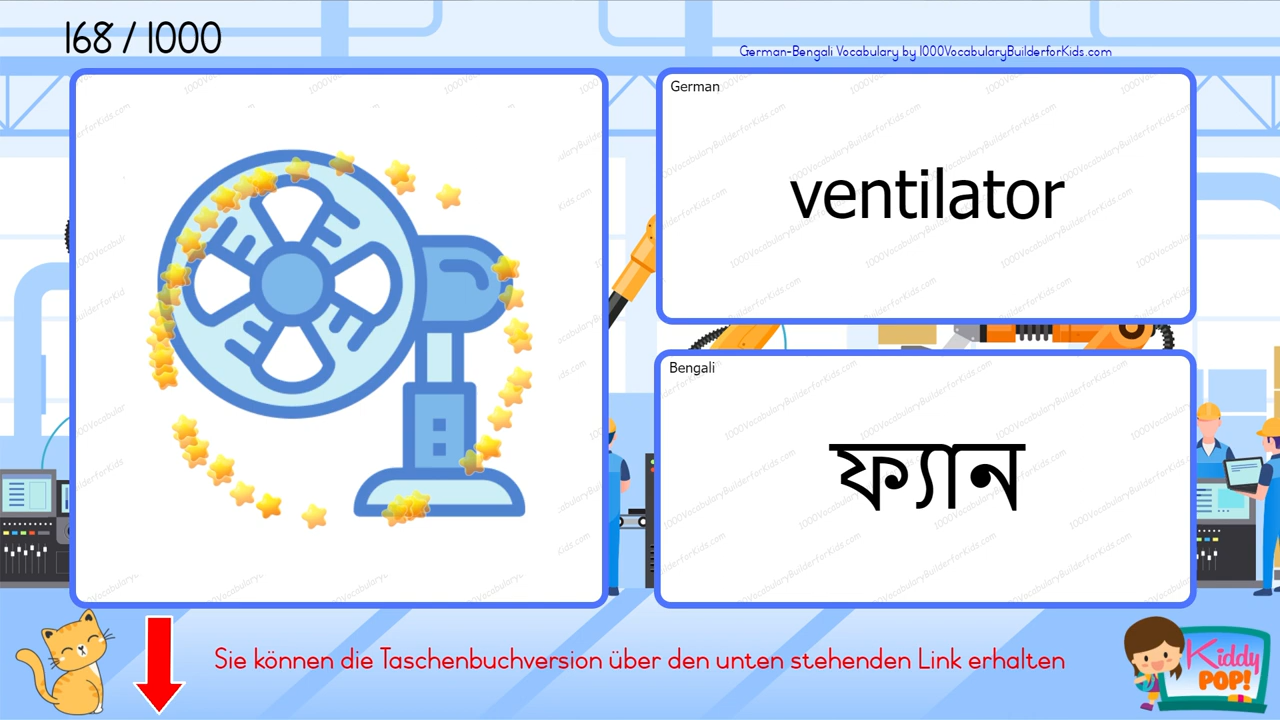 168 / 1000
German-Bengali Vocabulary by 1000VocabularyBuilderforKids.com
German
ventilator
Bengali
ফ্যান
Sie können die Taschenbuchversion über den unten stehenden Link erhalten
Kiddy
POP!